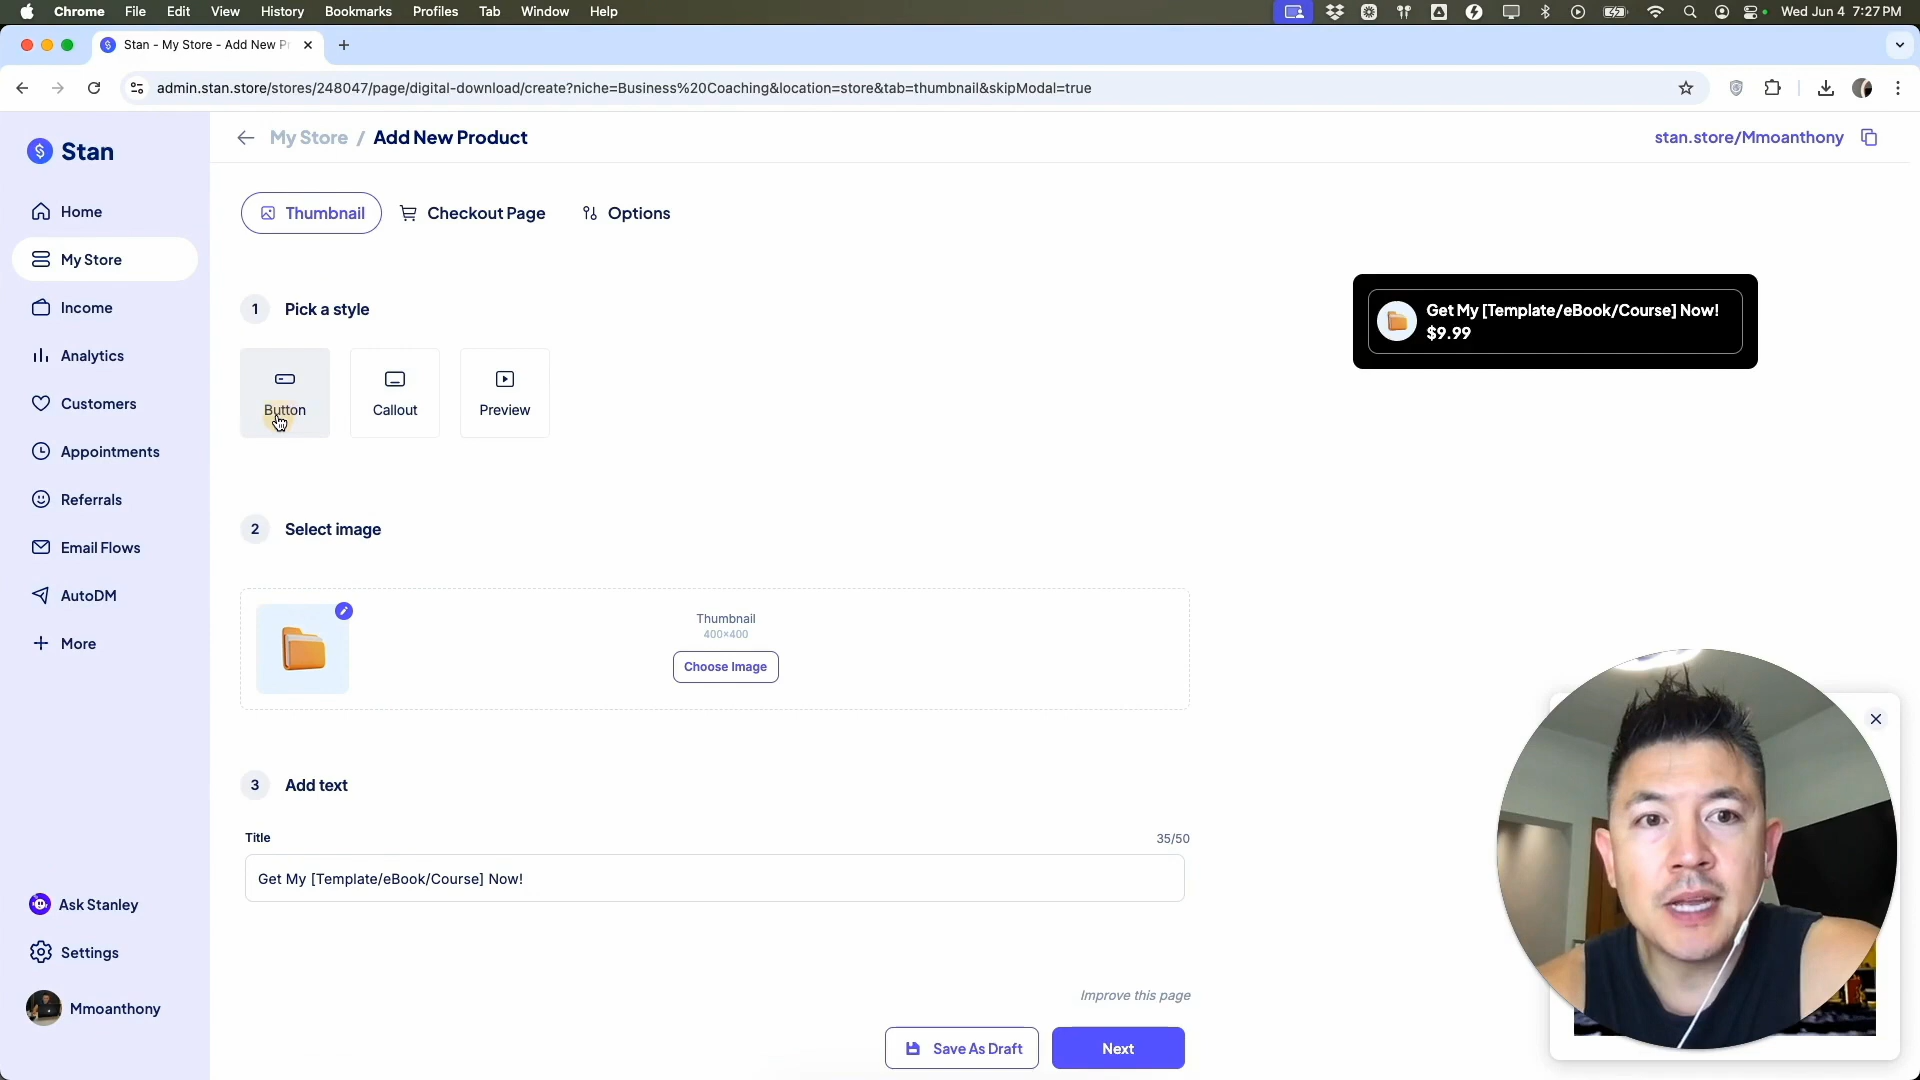 Chrome File Edit View History Bookmarks Profiles Tab Window Help Wed Jun 4 7:27 PM
Stan - My Store - Add New Pr
admin.stan.store/stores/248047/page/digital-download/create?niche=Business%20Coaching&location=store&tab=thumbnail&skipModal=true
Stan
Home
My Store
Income
Analytics
Customers
Appointments
Referrals
Email Flows
AutoDM
More
Ask Stanley
Settings
Mmoanthony
My Store / Add New Product
stan.store/Mmoanthony
Thumbnail Checkout Page Options
1 Pick a style
Button Callout Preview
Get My [Template/eBook/Course] Now!
$9.99
2 Select image
Thumbnail
400×400
Choose Image
3 Add text
Title 35/50
Get My [Template/eBook/Course] Now!
Improve this page
Save As Draft Next